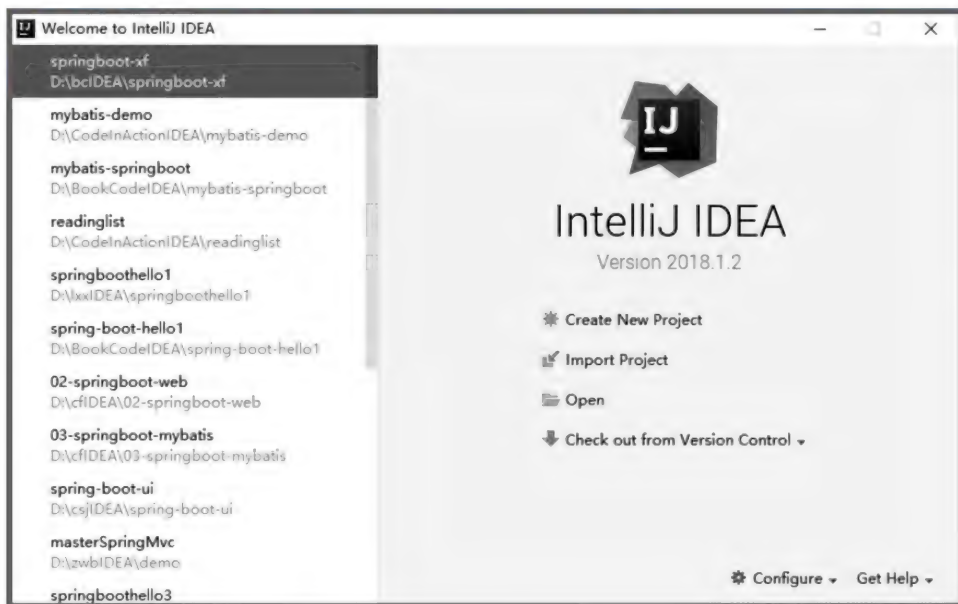 Welcome to IntelliJ IDEA
springboot-xf
D:\bcIDEA\springboot-xf
mybatis-demo
D:\CodeInActionIDEA\mybatis-demo
mybatis-springboot
D:\BookCodeIDEA\mybatis-springboot
readinglist
D:\CodeInActionIDEA\readinglist
springboothello1
D:\lxxIDEA\springboothello1
spring-boot-hello1
D:\BookCodeIDEA\spring-boot-hello1
02-springboot-web
D:\cfIDEA\02-springboot-web
03-springboot-mybatis
D:\cfIDEA\03-springboot-mybatis
spring-boot-ui
D:\csjIDEA\spring-boot-ui
masterSpringMvc
D:\zwbIDEA\demo
springboothello3
IJ
IntelliJ IDEA
Version 2018.1.2
Create New Project
Import Project
Open
Check out from Version Control
Configure Get Help